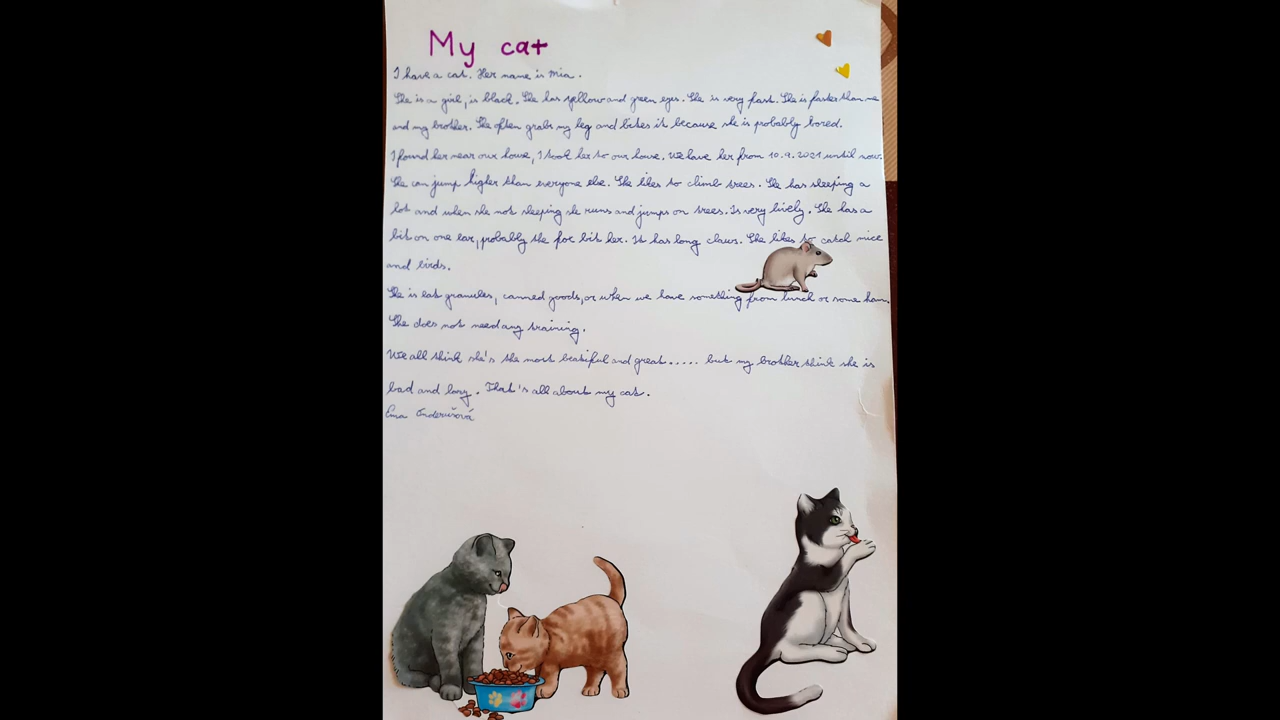 My cat
I have a cat. Her name is Mia.
She is a girl, is black. She has yellow and green eyes. She is very fast. She is faster than me
and my brother. She often grabs my leg and bites it because she is probably bored.
I found her near our house, I took her to our house. We have her from 10.9.2021 until now.
She can jump higher than everyone else. She likes to climb trees. She has sleeping a
lot and when she not sleeping she runs and jumps on trees. Is very lively. She has a
bit on one ear, probably the fox bit her. It has long claws. She likes to catch mice
and birds.
She is eat granules, canned goods, or when we have something from lunch or some ham.
She does not need any training.
We all think she's the most beatiful and great..... but my brother think she is
bad and lazy. That's all about my cat.
Ema Onderišová